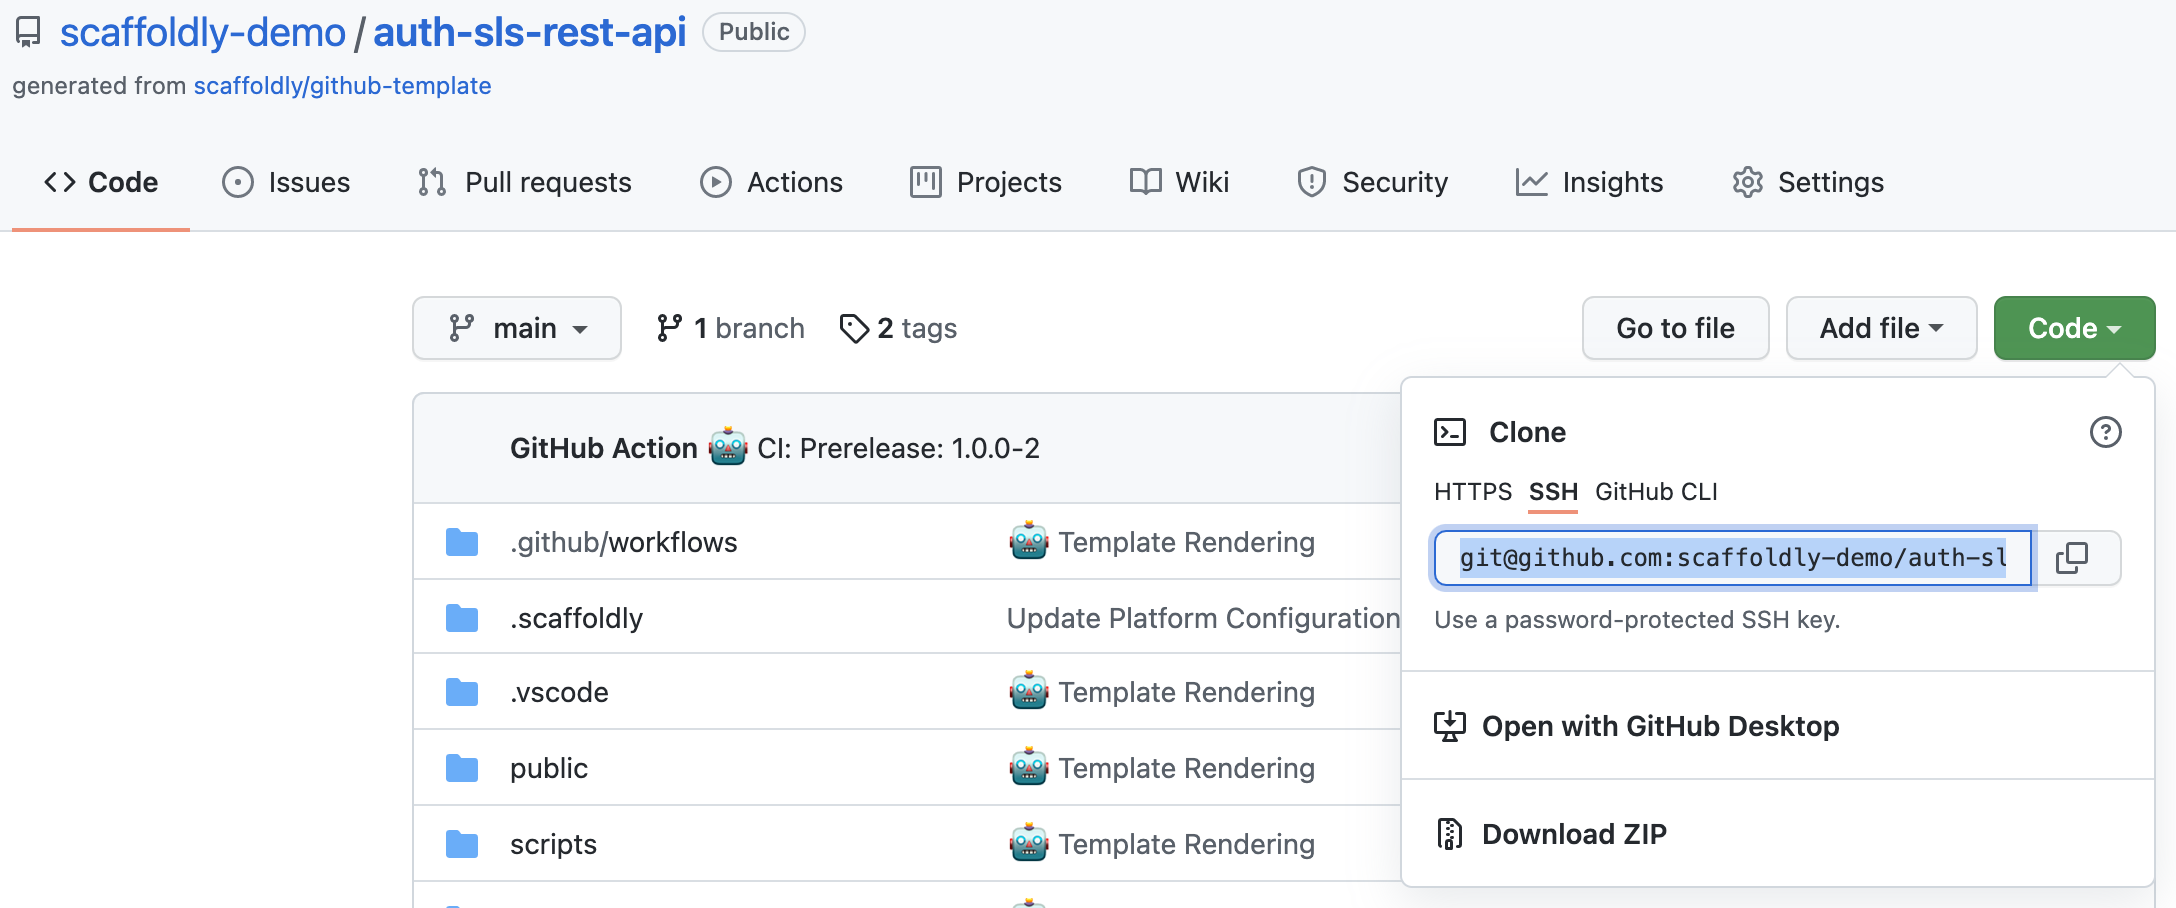 scaffoldly-demo / auth-sls-rest-api Public
generated from scaffoldly/github-template
Code Issues Pull requests Actions Projects Wiki Security Insights Settings
main 1 branch 2 tags Go to file Add file Code
GitHub Action CI: Prerelease: 1.0.0-2
.github/workflows Template Rendering
.scaffoldly Update Platform Configuration
.vscode Template Rendering
public Template Rendering
scripts Template Rendering
Clone
HTTPS SSH GitHub CLI
git@github.com:scaffoldly-demo/auth-sl
Use a password-protected SSH key.
Open with GitHub Desktop
Download ZIP